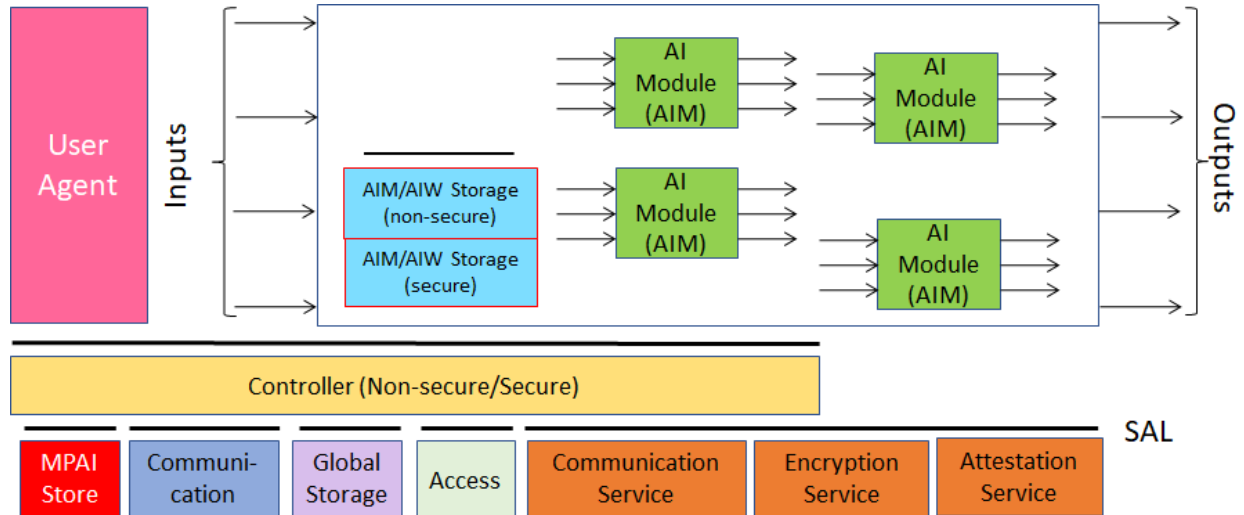 User
Agent
Inputs
AIM/AIW Storage
(non-secure)
AIM/AIW Storage
(secure)
AI
Module
(AIM)
AI
Module
(AIM)
AI
Module
(AIM)
AI
Module
(AIM)
Outputs
Controller (Non-secure/Secure)
SAL
MPAI
Store
Communi-
cation
Global
Storage
Access
Communication
Service
Encryption
Service
Attestation
Service